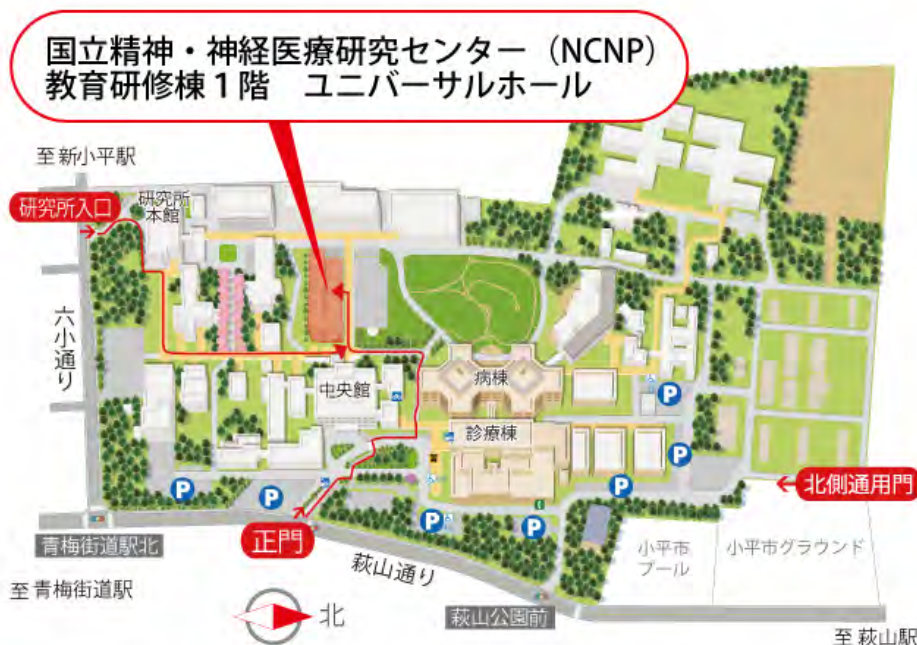 国立精神・神経医療研究センター（NCNP）
教育研修棟１階　ユニバーサルホール
至 新小平駅
研究所入口
研究所
本館
六小通り
中央館
病棟
診療棟
P
P
P
P
P
P
P
北側通用門
正門
青梅街道駅北
至 青梅街道駅
萩山通り
小平市
プール
小平市グラウンド
北
萩山公園前
至 萩山駅